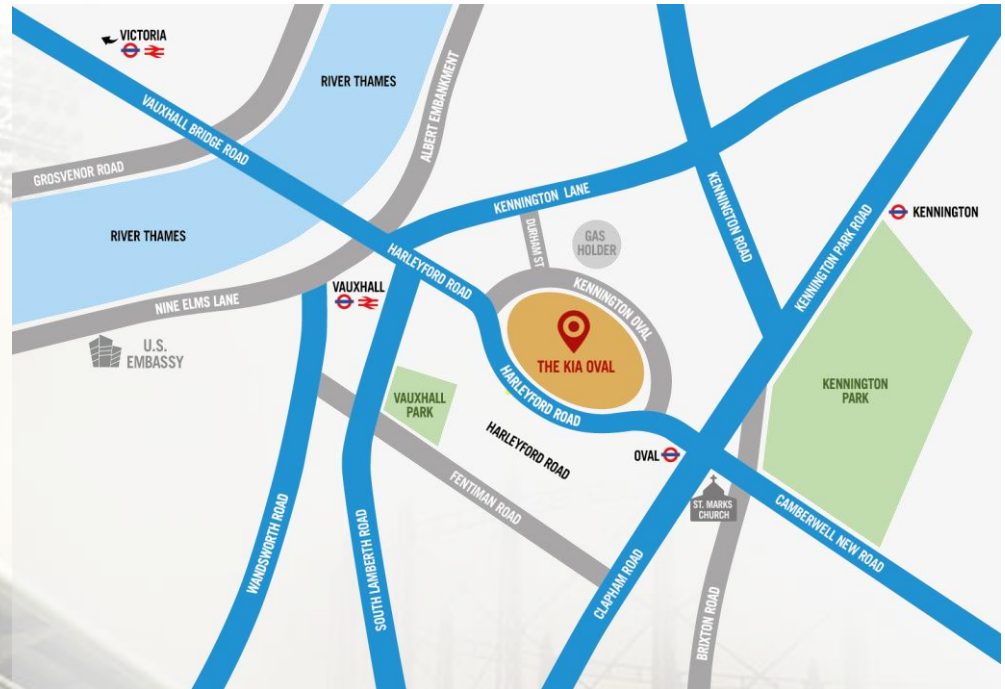 VICTORIA
RIVER THAMES
VAUXHALL BRIDGE ROAD
ALBERT EMBANKMENT
GROSVENOR ROAD
RIVER THAMES
KENNINGTON LANE
KENNINGTON ROAD
KENNINGTON PARK ROAD
KENNINGTON
DURHAM ST
GAS
HOLDER
HARLEYFORD ROAD
NINE ELMS LANE
VAUXHALL
KENNINGTON OVAL
U.S.
EMBASSY
THE KIA OVAL
HARLEYFORD ROAD
VAUXHALL
PARK
KENNINGTON
PARK
HARLEYFORD ROAD
OVAL
FENTIMAN ROAD
ST. MARKS
CHURCH
CAMBERWELL NEW ROAD
WANDSWORTH ROAD
SOUTH LAMBERTH ROAD
CLAPHAM ROAD
BRIXTON ROAD